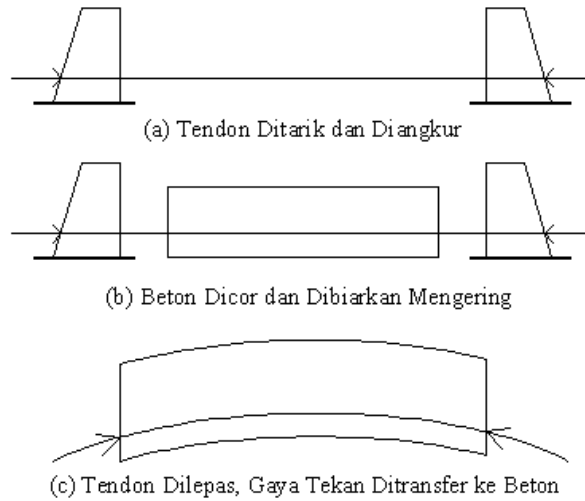 (a) Tendon Ditarik dan Diangkur
(b) Beton Dicor dan Dibiarkan Mengering
(c) Tendon Dilepas, Gaya Tekan Ditransfer ke Beton